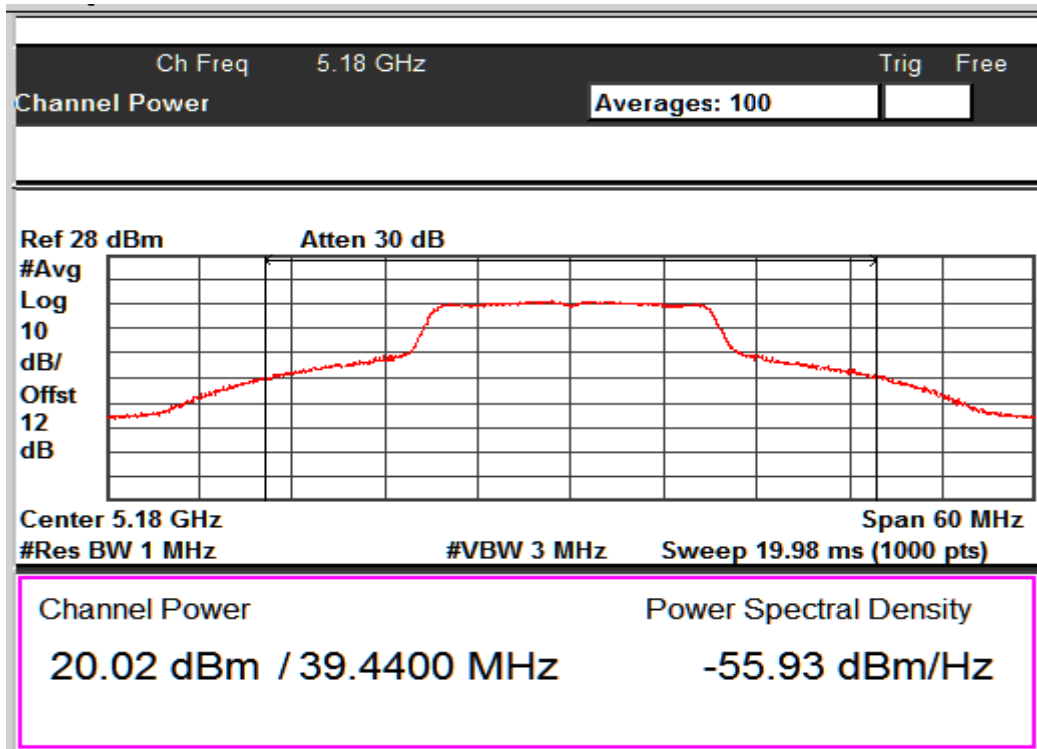 Ch Freq 5.18 GHz Trig Free
Channel Power Averages: 100
Ref 28 dBm Atten 30 dB
#Avg
Log
10
dB/
Offst
12
dB
Center 5.18 GHz Span 60 MHz
#Res BW 1 MHz #VBW 3 MHz Sweep 19.98 ms (1000 pts)
Channel Power Power Spectral Density
20.02 dBm / 39.4400 MHz -55.93 dBm/Hz